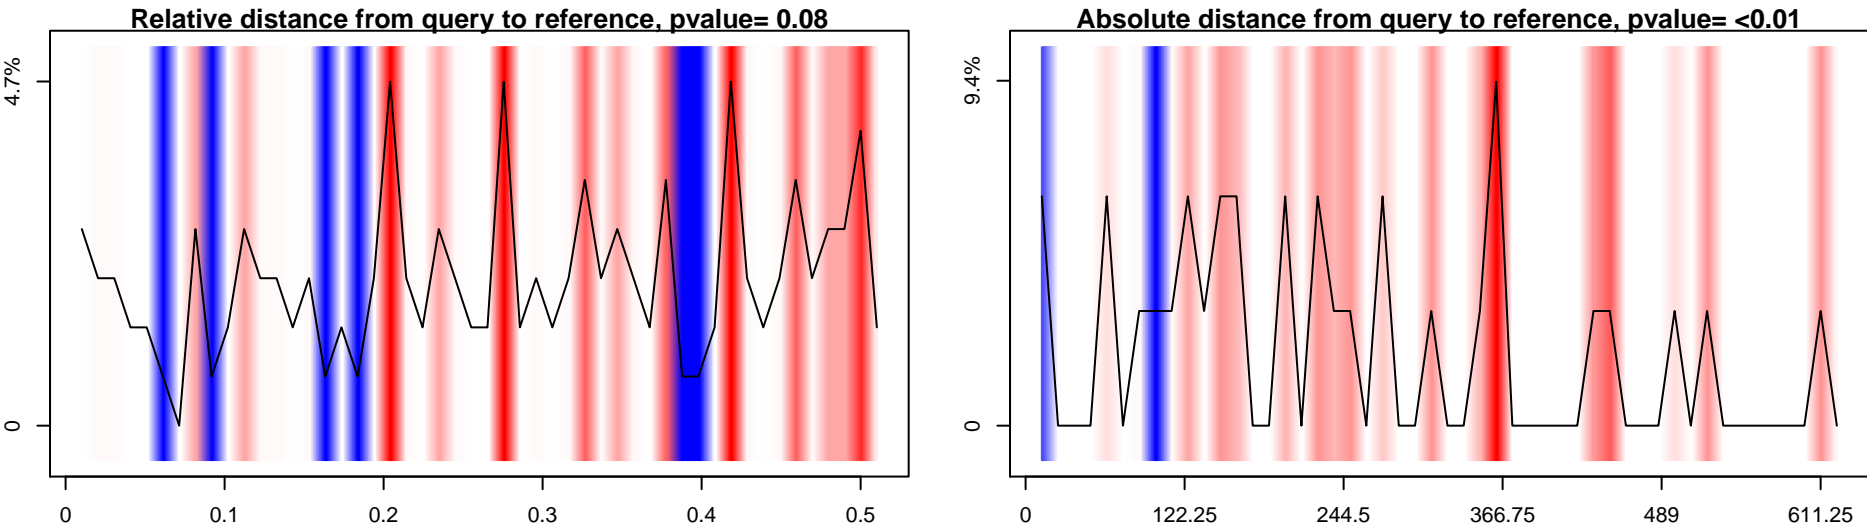 Relative distance from query to reference, pvalue= 0.08
4.7%
0
0 0.1 0.2 0.3 0.4 0.5
Absolute distance from query to reference, pvalue= <0.01
9.4%
0
0 122.25 244.5 366.75 489 611.25